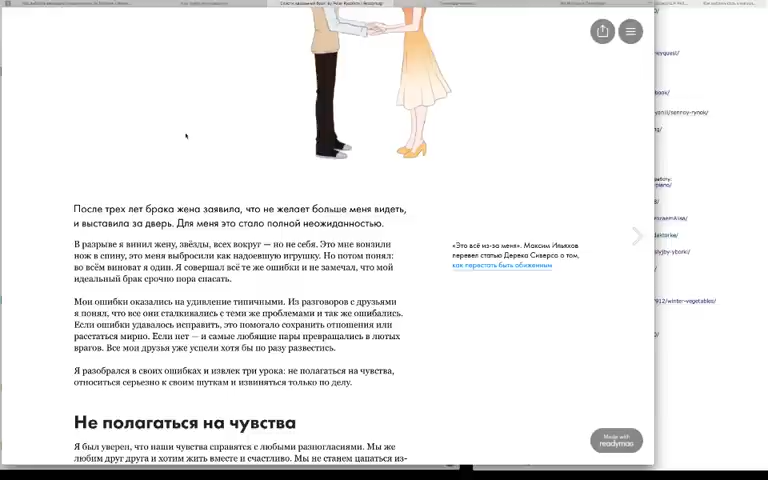 После трех лет брака жена заявила, что не желает больше меня видеть,
и выставила за дверь. Для меня это стало полной неожиданностью.
В разрыве я винил жену, звёзды, всех вокруг — но не себя. Это мне вонзили
нож в спину, это меня выбросили как надоевшую игрушку. Но потом понял:
во всём виноват я один. Я совершал всё те же ошибки и не замечал, что мой
идеальный брак срочно пора спасать.
«Это всё из-за меня». Максим Ильяхов
перевел статью Дерека Сиверса о том,
как перестать быть обиженным
Мои ошибки оказались на удивление типичными. Из разговоров с друзьями
я понял, что все они сталкивались с теми же проблемами и так же ошибались.
Если ошибки удавалось исправить, это помогало сохранить отношения или
расстаться мирно. Если нет — и самые любящие пары превращались в лютых
врагов. Все мои друзья уже успели хотя бы по разу развестись.
Я разобрался в своих ошибках и извлек три урока: не полагаться на чувства,
относиться серьезно к своим шуткам и извиняться только по делу.
Не полагаться на чувства
Я был уверен, что наши чувства справятся с любыми разногласиями. Мы же
любим друг друга и хотим жить вместе и счастливо. Мы не станем цапаться из-
Made with
readymag
book/
912/winter-vegetables/